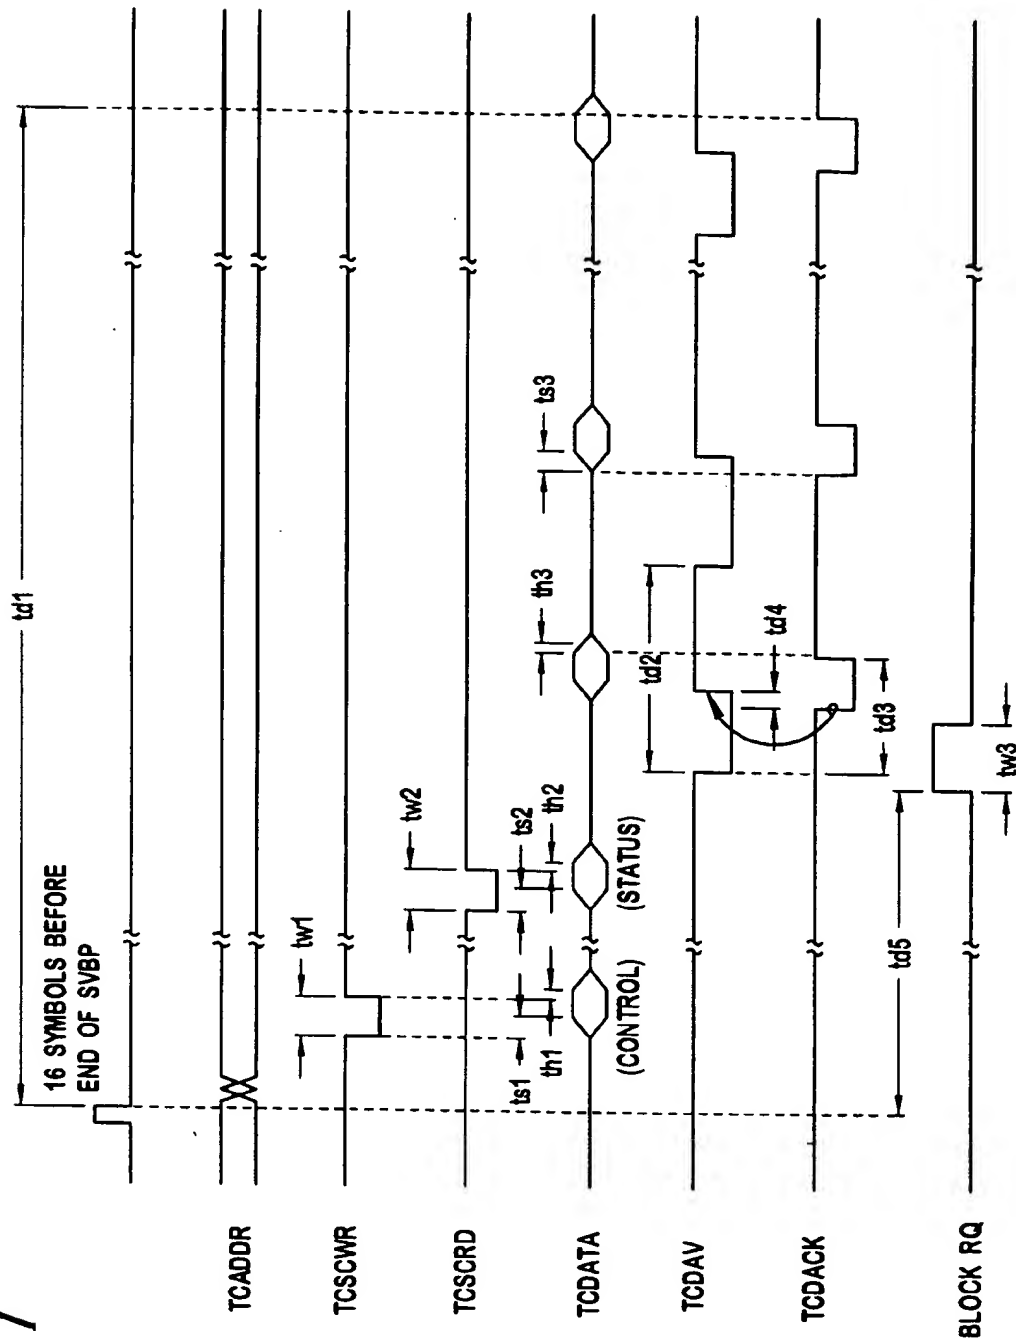 td1
16 SYMBOLS BEFORE
END OF SVBP
TCADDR
TCSCWR
tw1
TCSCRD
tw2
ts1
ts2
th1
th2
th3
ts3
TCDATA
(CONTROL)
(STATUS)
td2
TCDAV
td4
TCDACK
td3
td5
tw3
BLOCK RQ